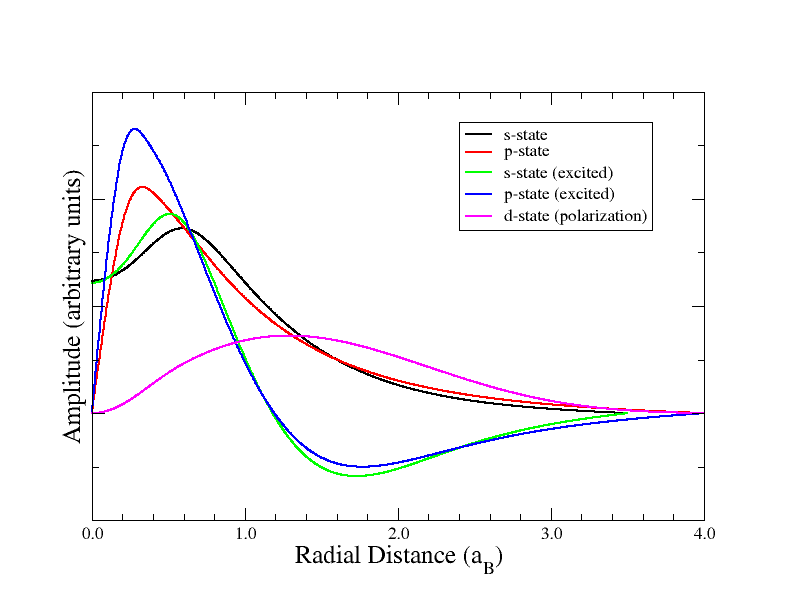 s-state
p-state
s-state (excited)
p-state (excited)
d-state (polarization)
Amplitude (arbitrary units)
0.0 1.0 2.0 3.0 4.0
Radial Distance (aB)